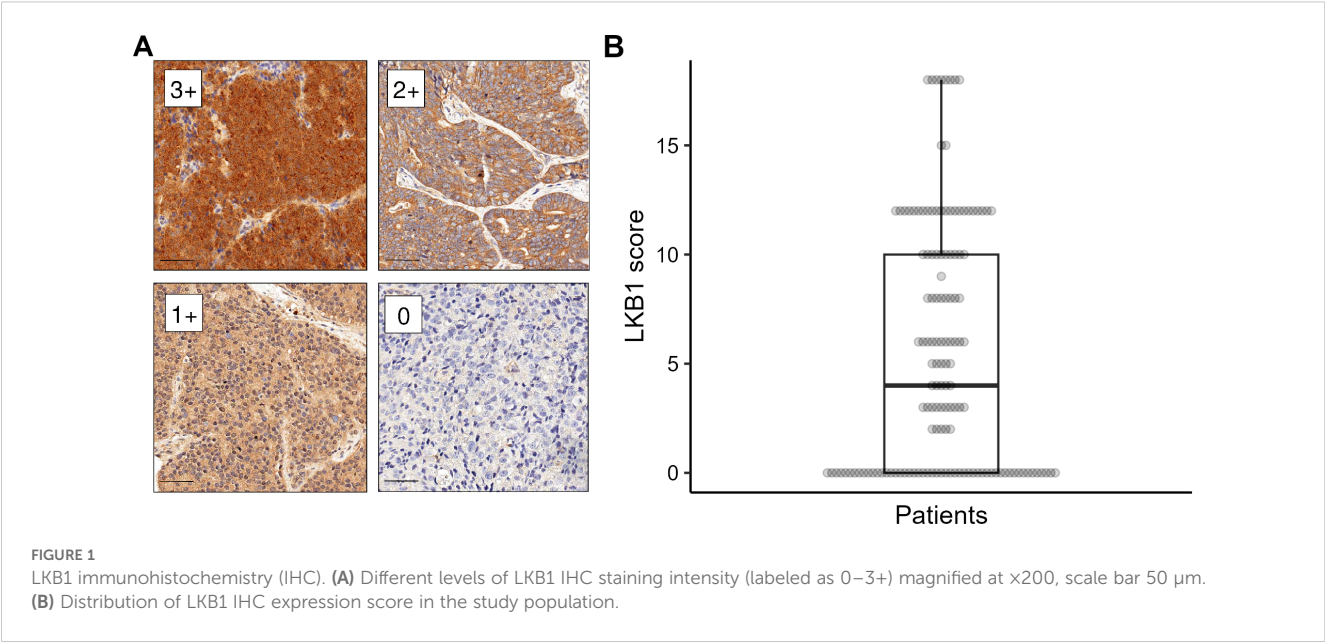 A
B
3+
2+
1+
0
LKB1 score
15
10
5
0
Patients
FIGURE 1
LKB1 immunohistochemistry (IHC). (A) Different levels of LKB1 IHC staining intensity (labeled as 0–3+) magnified at ×200, scale bar 50 μm.
(B) Distribution of LKB1 IHC expression score in the study population.